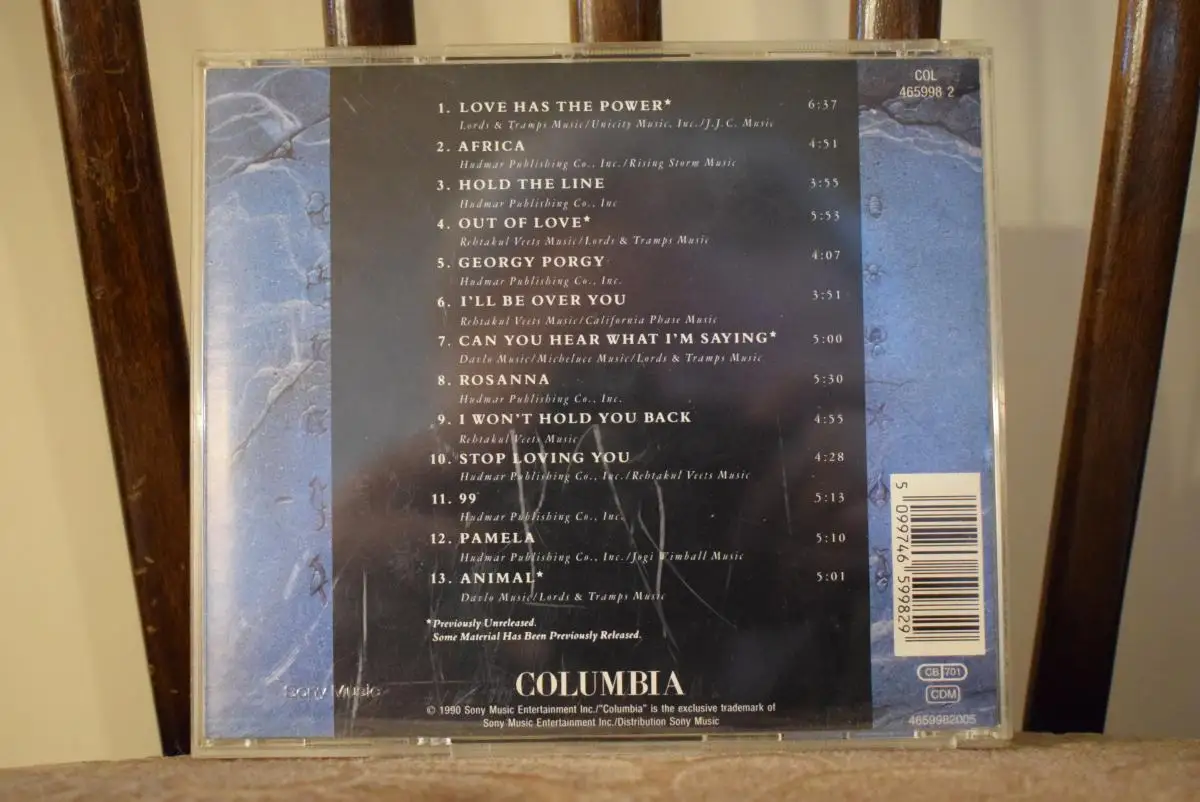 COL
465998 2
1. LOVE HAS THE POWER* 6:37
Lords & Tramps Music/Unicity Music, Inc./J.J.C. Music
2. AFRICA 4:51
Hudmar Publishing Co., Inc./Rising Storm Music
3. HOLD THE LINE 3:55
Hudmar Publishing Co., Inc
4. OUT OF LOVE* 5:53
Rehtakul Veets Music/Lords & Tramps Music
5. GEORGY PORGY 4:07
Hudmar Publishing Co., Inc.
6. I'LL BE OVER YOU 3:51
Rehtakul Veets Music/California Phase Music
7. CAN YOU HEAR WHAT I'M SAYING* 5:00
Davlo Music/Micheluce Music/Lords & Tramps Music
8. ROSANNA 5:30
Hudmar Publishing Co., Inc.
9. I WON'T HOLD YOU BACK 4:55
Rehtakul Veets Music
10. STOP LOVING YOU 4:28
Hudmar Publishing Co., Inc./Rehtakul Veets Music
11. 99 5:13
Hudmar Publishing Co., Inc.
12. PAMELA 5:10
Hudmar Publishing Co., Inc./Jogi Wimball Music
13. ANIMAL* 5:01
Davlo Music/Lords & Tramps Music
*Previously Unreleased.
Some Material Has Been Previously Released.
Sony Music
COLUMBIA
© 1990 Sony Music Entertainment Inc./"Columbia" is the exclusive trademark of
Sony Music Entertainment Inc./Distribution Sony Music
5 099746 599829
CB 701
CDM
4659982005